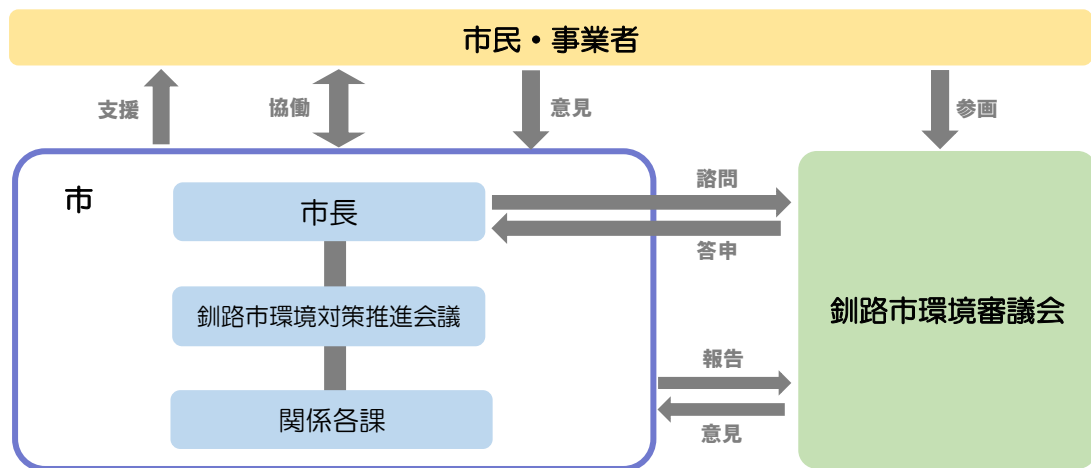 市民・事業者
支援
協働
意見
参画
市
市長
諮問
答申
釧路市環境対策推進会議
釧路市環境審議会
報告
意見
関係各課